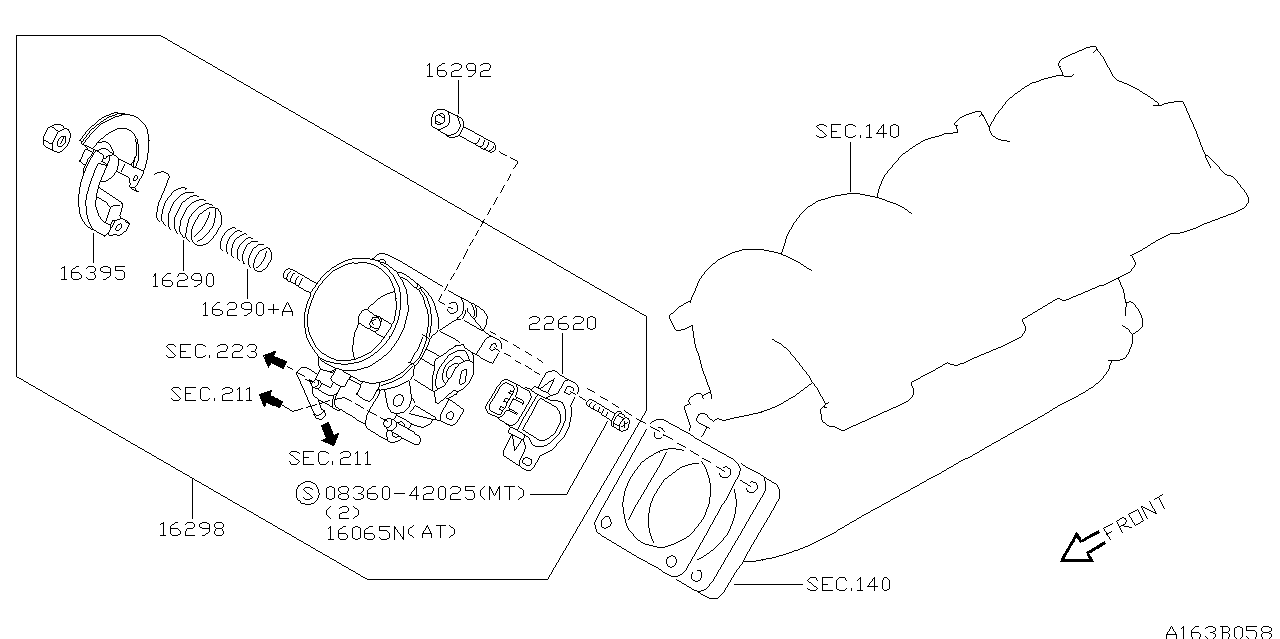 16292
SEC.140
16395
16290
16290+A
22620
SEC.223
SEC.211
SEC.211
S 08360-42025(MT)
(2)
16065N(AT)
16298
FRONT
SEC.140
A163B058